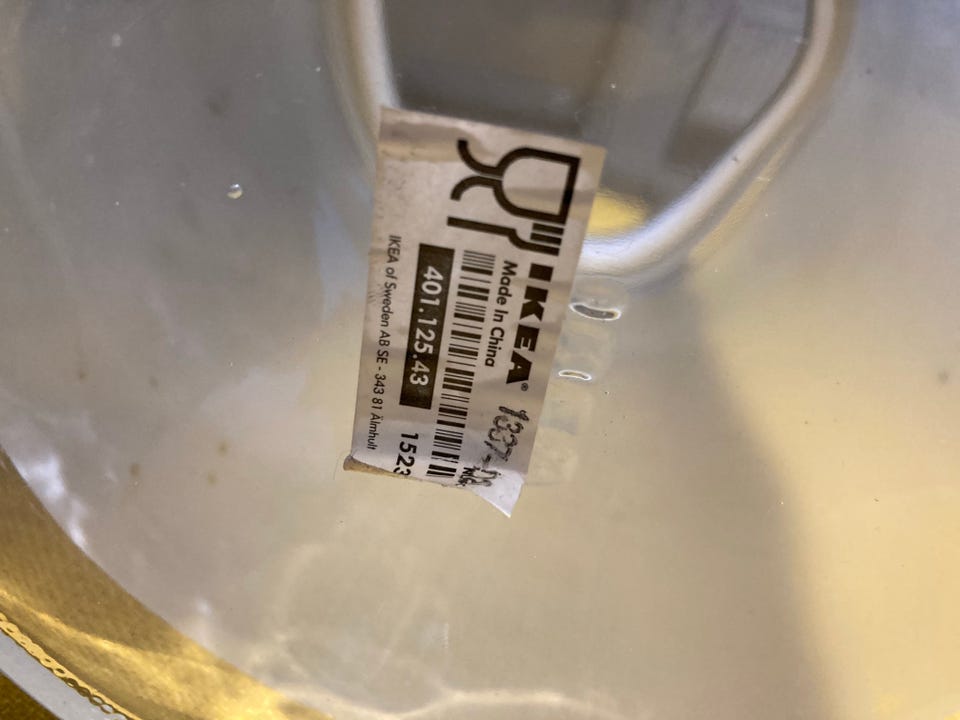 IKEA®
Made In China
401.125.43
1523
IKEA of Sweden AB SE - 343 81 Älmhult